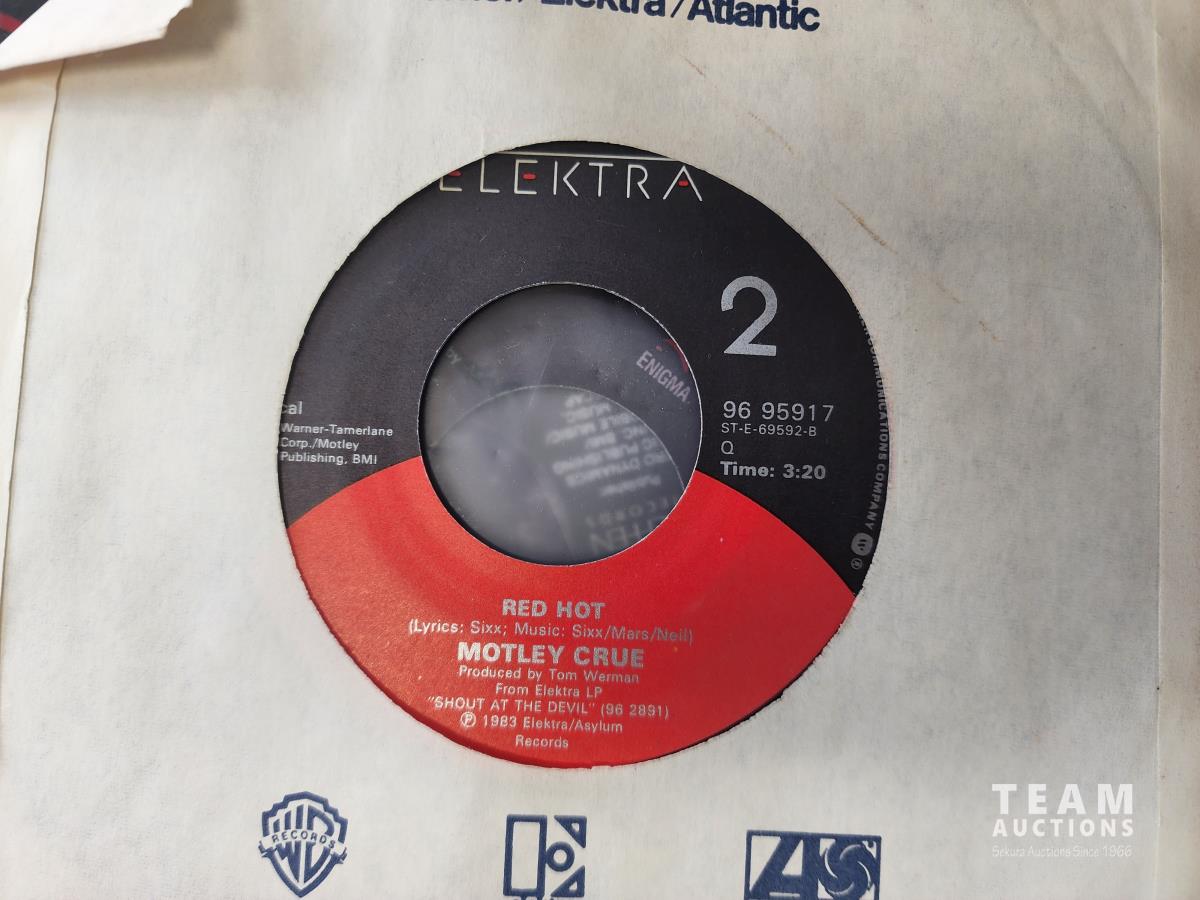 Elektra/Atlantic
ELEKTRA
2
ENIGMA
96 95917
ST-E-69592-B
Q
Time: 3:20
cal
Warner-Tamerlane
Corp./Motley
Publishing, BMI
COMMUNICATIONS COMPANY
RED HOT
(Lyrics: Sixx; Music: Sixx/Mars/Neil)
MOTLEY CRUE
Produced by Tom Werman
From Elektra LP
"SHOUT AT THE DEVIL" (96 2891)
℗ 1983 Elektra/Asylum
Records
RECORDS
TEAM
AUCTIONS
Sekura Auctions Since 1966